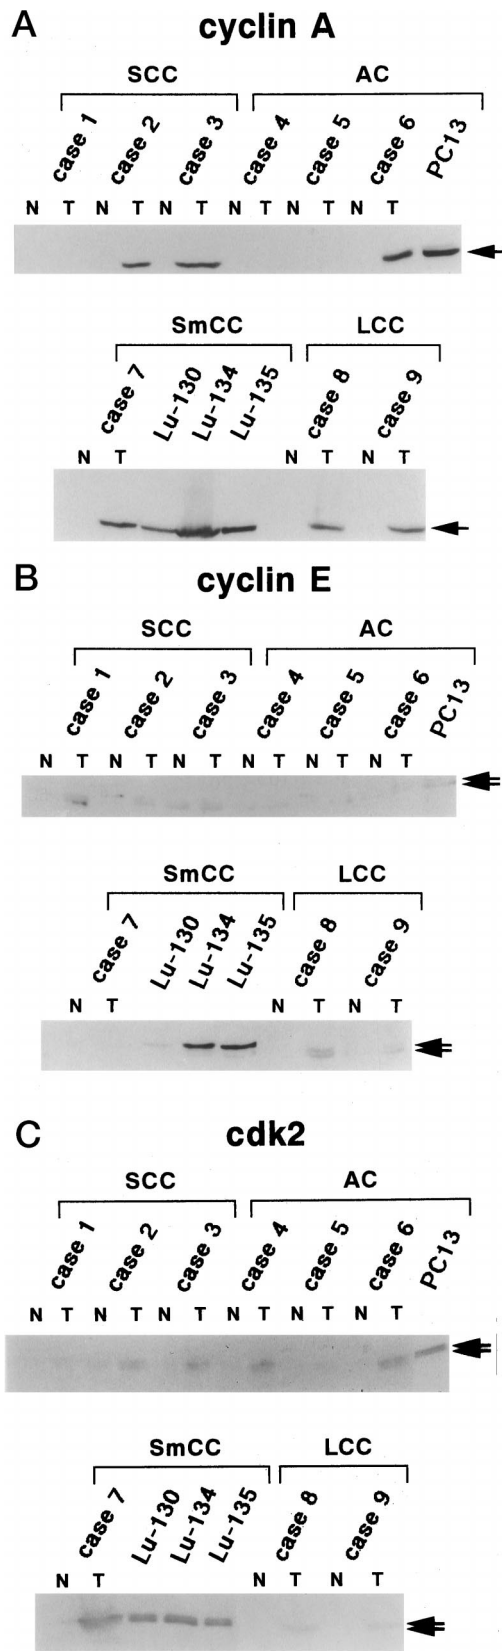 A cyclin A
SCC AC
case 1 case 2 case 3 case 4 case 5 case 6 PC13
N T N T N T N T N T N T
SmCC LCC
case 7 Lu-130 Lu-134 Lu-135 case 8 case 9
N T N T N T
B cyclin E
SCC AC
case 1 case 2 case 3 case 4 case 5 case 6 PC13
N T N T N T N T N T N T
SmCC LCC
case 7 Lu-130 Lu-134 Lu-135 case 8 case 9
N T N T N T
C cdk2
SCC AC
case 1 case 2 case 3 case 4 case 5 case 6 PC13
N T N T N T N T N T N T
SmCC LCC
case 7 Lu-130 Lu-134 Lu-135 case 8 case 9
N T N T N T